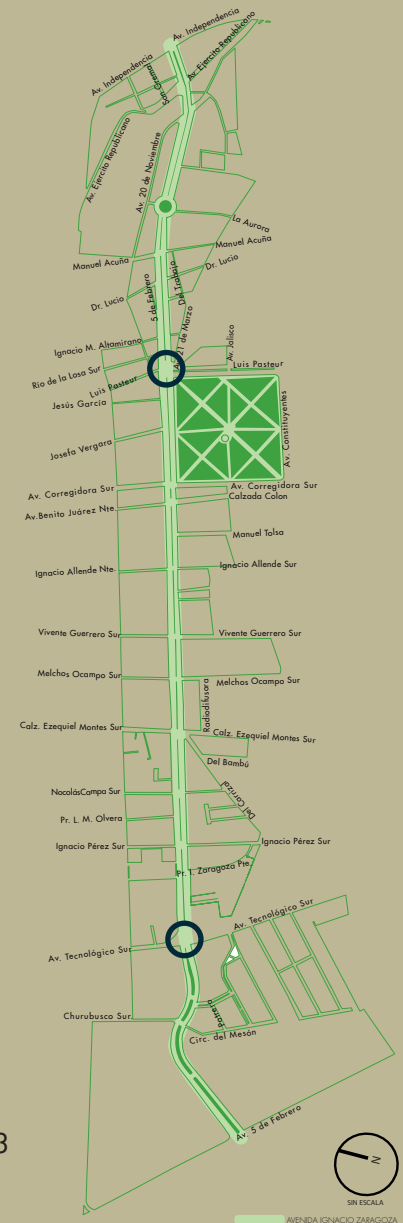 Av. Independencia
Av. Independencia
Av. Ejercito Republicano
San Gremal
Av. Ejercito Republicano
Av. 20 de Noviembre
La Aurora
Manuel Acuña
Manuel Acuña
Dr. Lucio
Del Trabajo
5 de Febrero
Dr. Lucio
Av. 21 de Marzo
Av. Jalisco
Ignacio M. Altamirano
Río de la Losa Sur
Luis Pasteur
Luis Pasteur
Jesús García
Av. Constituyentes
Josefa Vergara
Av. Corregidora Sur
Av. Corregidora Sur
Calzada Colon
Av.Benito Juárez Nte.
Manuel Tolsa
Ignacio Allende Nte.
Ignacio Allende Sur
Vivente Guerrero Sur
Vivente Guerrero Sur
Melchos Ocampo Sur
Melchos Ocampo Sur
Radiodifusora
Calz. Ezequiel Montes Sur
Calz. Ezequiel Montes Sur
Del Bambú
NocolásCampa Sur
Del Carrizal
Pr. L. M. Olvera
Ignacio Pérez Sur
Ignacio Pérez Sur
Pr. I. Zaragoza Pte.
Av. Tecnológico Sur
Av. Tecnológico Sur
Churubusco Sur
Potrero
Circ. del Mesón
Av. 5 de Febrero
3
N
SIN ESCALA
AVENIDA IGNACIO ZARAGOZA